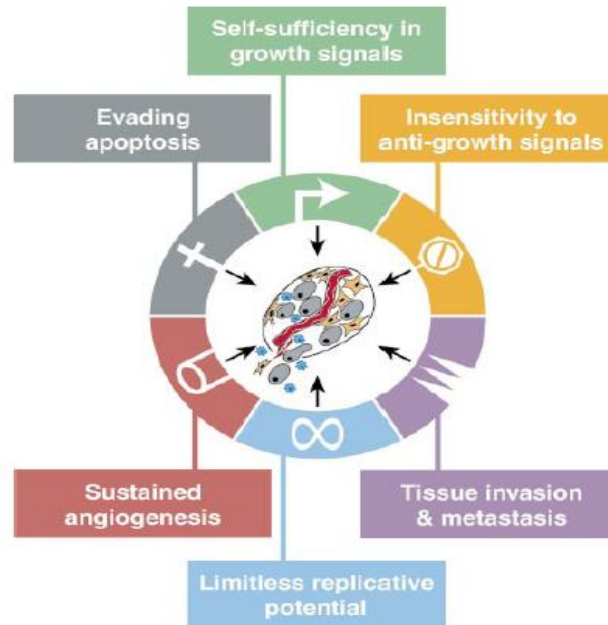 Self-sufficiency in
growth signals
Evading
apoptosis
Insensitivity to
anti-growth signals
Sustained
angiogenesis
Tissue invasion
& metastasis
Limitless replicative
potential